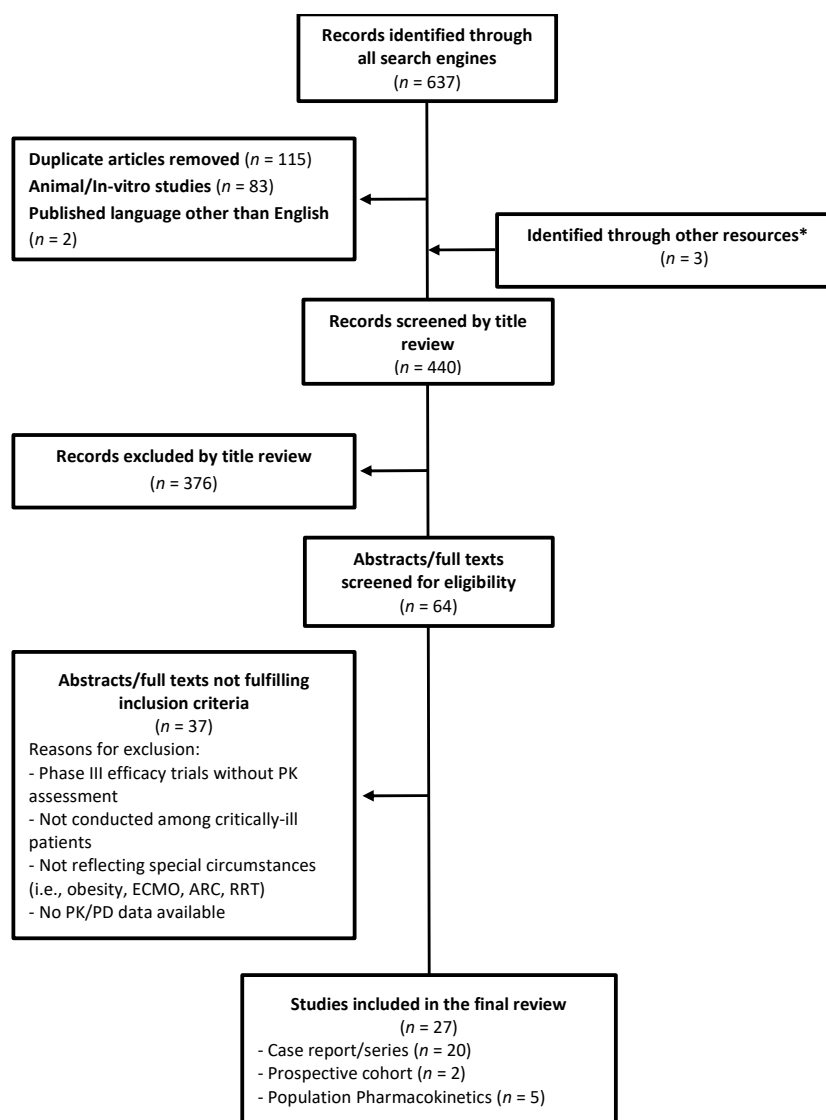 Records identified through
all search engines
(n = 637)
Duplicate articles removed (n = 115)
Animal/In-vitro studies (n = 83)
Published language other than English
(n = 2)
Identified through other resources*
(n = 3)
Records screened by title
review
(n = 440)
Records excluded by title review
(n = 376)
Abstracts/full texts
screened for eligibility
(n = 64)
Abstracts/full texts not fulfilling
inclusion criteria
(n = 37)
Reasons for exclusion:
- Phase III efficacy trials without PK
assessment
- Not conducted among critically-ill
patients
- Not reflecting special circumstances
(i.e., obesity, ECMO, ARC, RRT)
- No PK/PD data available
Studies included in the final review
(n = 27)
- Case report/series (n = 20)
- Prospective cohort (n = 2)
- Population Pharmacokinetics (n = 5)